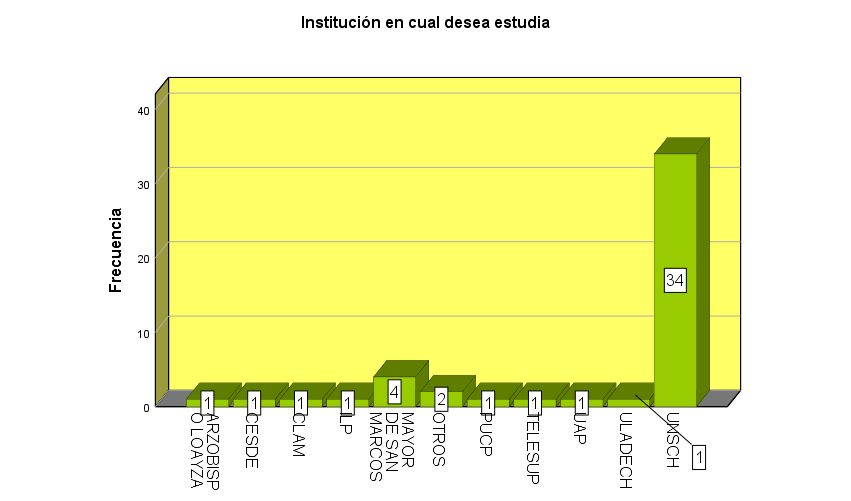 Institución en cual desea estudia
Frecuencia
40
30
20
10
0
1
1
1
1
4
2
1
1
1
1
34
ARZOBISP
O LOAYZA
CESDE
CLAM
ILP
MAYOR
DE SAN
MARCOS
OTROS
PUCP
TELESUP
UAP
ULADECH
UNSCH